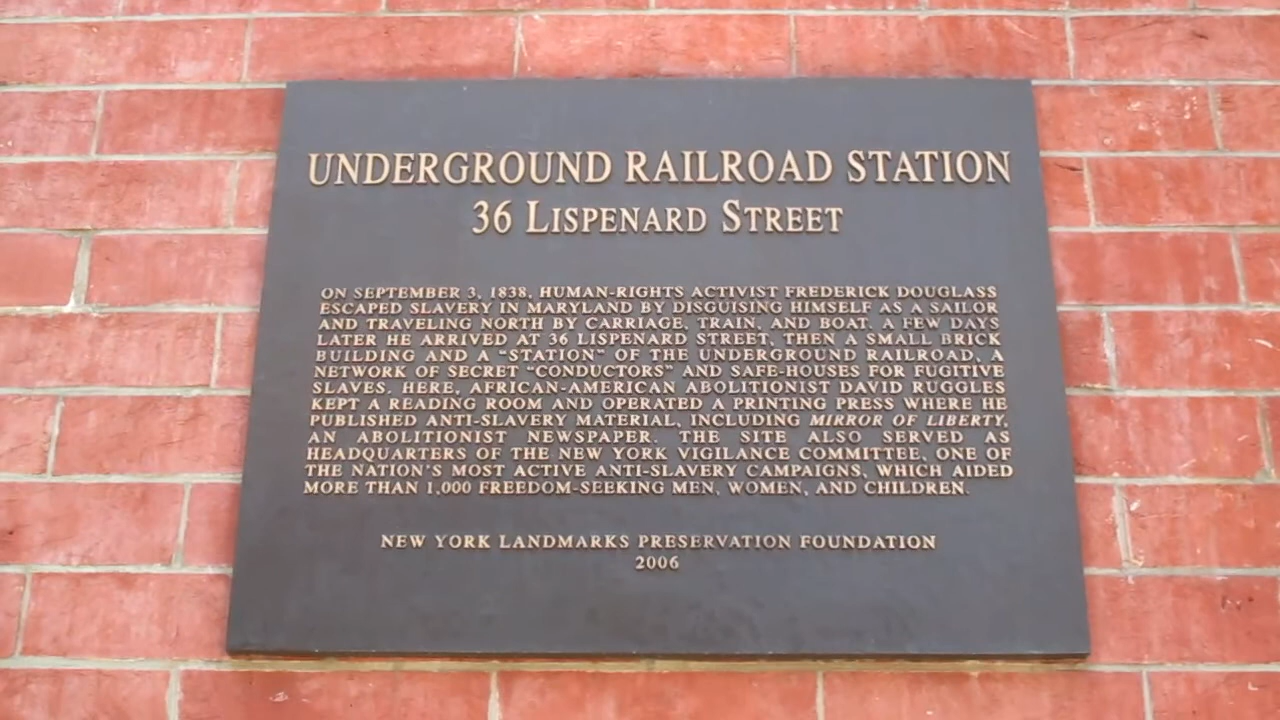 UNDERGROUND RAILROAD STATION
36 LISPENARD STREET
ON SEPTEMBER 3, 1838, HUMAN-RIGHTS ACTIVIST FREDERICK DOUGLASS
ESCAPED SLAVERY IN MARYLAND BY DISGUISING HIMSELF AS A SAILOR
AND TRAVELING NORTH BY CARRIAGE, TRAIN, AND BOAT. A FEW DAYS
LATER HE ARRIVED AT 36 LISPENARD STREET, THEN A SMALL BRICK
BUILDING AND A "STATION" OF THE UNDERGROUND RAILROAD, A
NETWORK OF SECRET "CONDUCTORS" AND SAFE-HOUSES FOR FUGITIVE
SLAVES. HERE, AFRICAN-AMERICAN ABOLITIONIST DAVID RUGGLES
KEPT A READING ROOM AND OPERATED A PRINTING PRESS WHERE HE
PUBLISHED ANTI-SLAVERY MATERIAL, INCLUDING MIRROR OF LIBERTY,
AN ABOLITIONIST NEWSPAPER. THE SITE ALSO SERVED AS
HEADQUARTERS OF THE NEW YORK VIGILANCE COMMITTEE, ONE OF
THE NATION'S MOST ACTIVE ANTI-SLAVERY CAMPAIGNS, WHICH AIDED
MORE THAN 1,000 FREEDOM-SEEKING MEN, WOMEN, AND CHILDREN.
NEW YORK LANDMARKS PRESERVATION FOUNDATION
2006